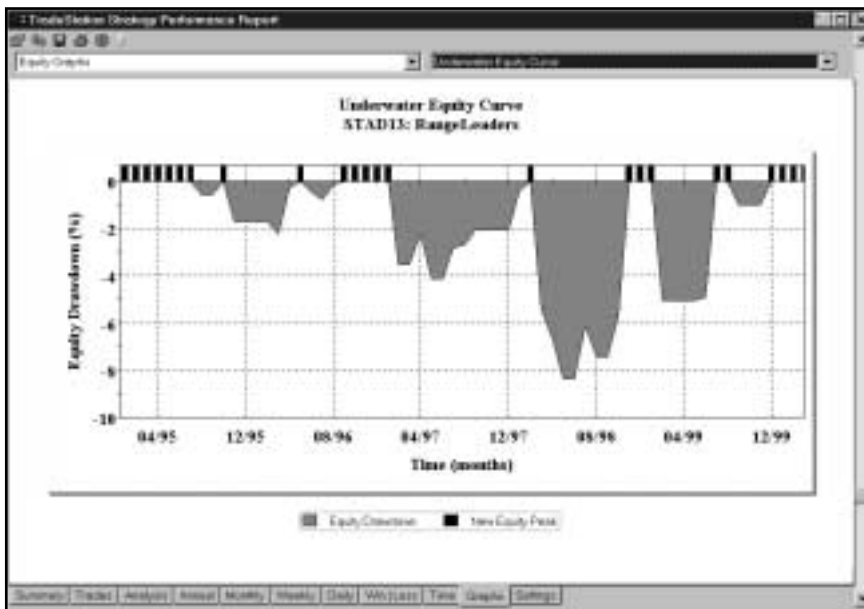 TradeStation Strategy Performance Report
Equity Graphs
Underwater Equity Curve
Underwater Equity Curve
STAD13: RangeLeaders
Equity Drawdown (%)
0
-2
-4
-6
-8
-10
04/95 12/95 08/96 04/97 12/97 08/98 04/99 12/99
Time (months)
Equity Drawdown New Equity Peak
Summary Trades Analysis Annual Monthly Weekly Daily Win/Loss Time Graphs Settings